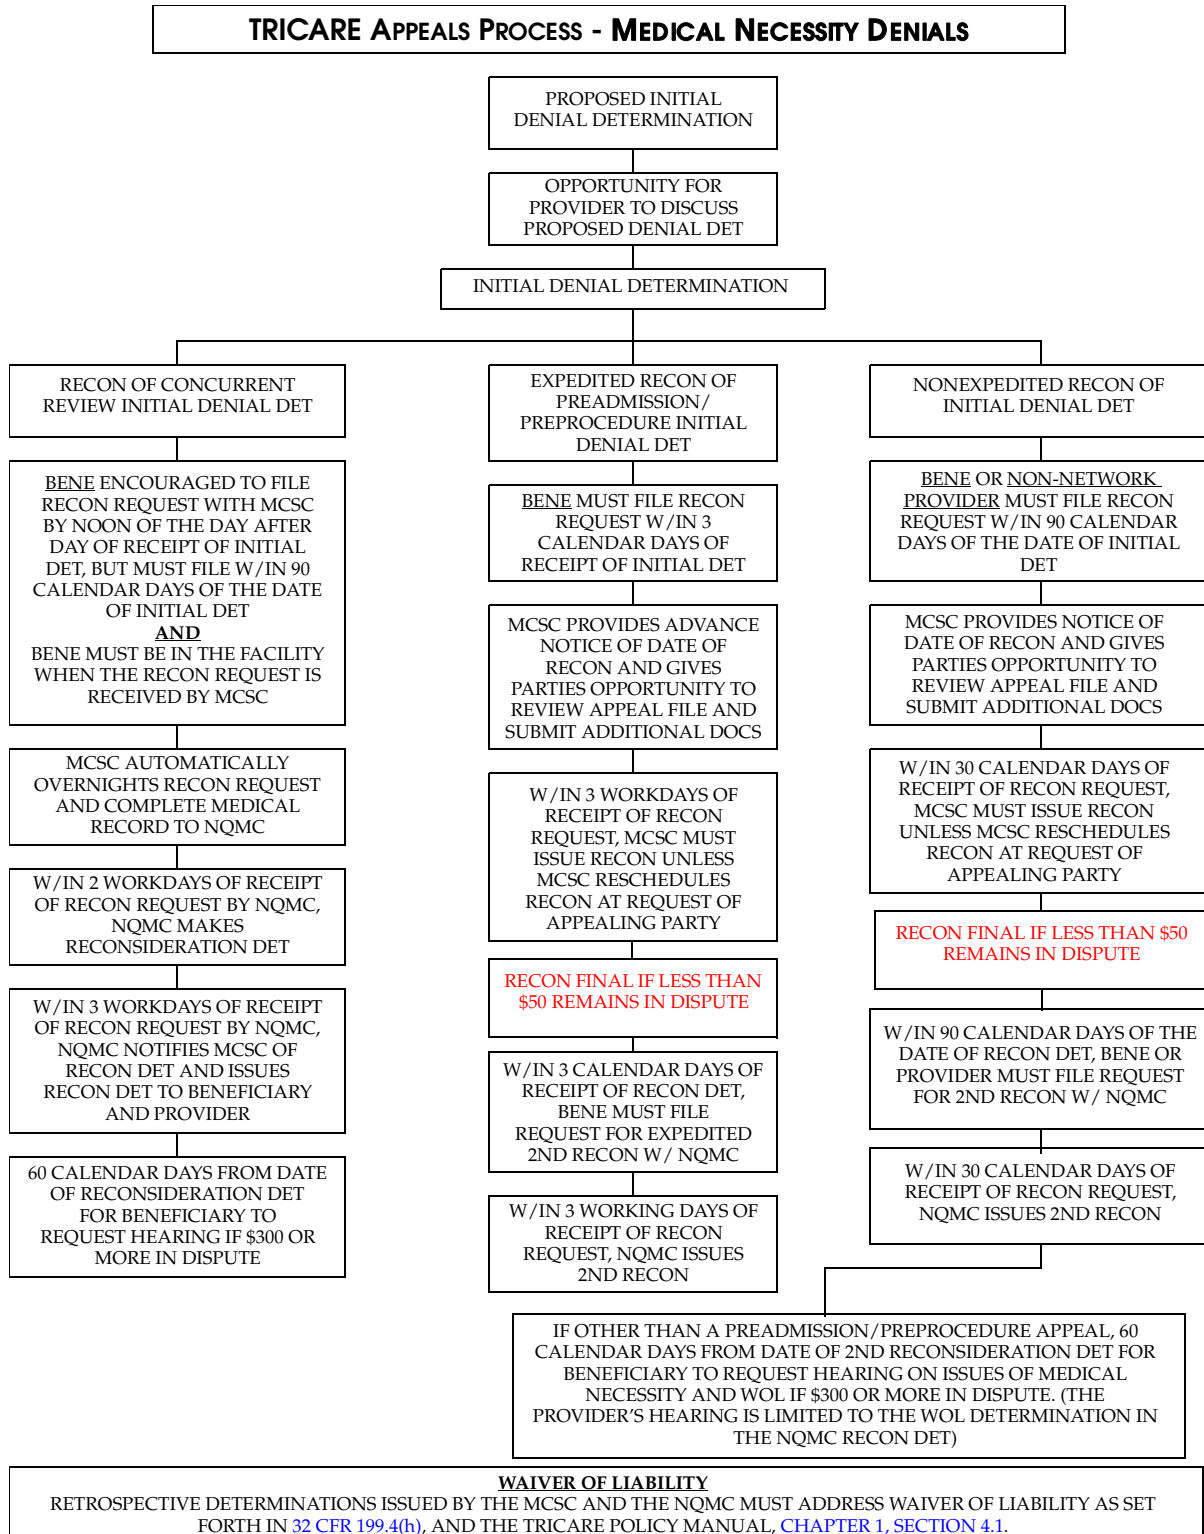 TRICARE APPEALS PROCESS - MEDICAL NECESSITY DENIALS
PROPOSED INITIAL
DENIAL DETERMINATION
OPPORTUNITY FOR
PROVIDER TO DISCUSS
PROPOSED DENIAL DET
INITIAL DENIAL DETERMINATION
RECON OF CONCURRENT
REVIEW INITIAL DENIAL DET
BENE ENCOURAGED TO FILE
RECON REQUEST WITH MCSC
BY NOON OF THE DAY AFTER
DAY OF RECEIPT OF INITIAL
DET, BUT MUST FILE W/IN 90
CALENDAR DAYS OF THE DATE
OF INITIAL DET
AND
BENE MUST BE IN THE FACILITY
WHEN THE RECON REQUEST IS
RECEIVED BY MCSC
MCSC AUTOMATICALLY
OVERNIGHTS RECON REQUEST
AND COMPLETE MEDICAL
RECORD TO NQMC
W/IN 2 WORKDAYS OF RECEIPT
OF RECON REQUEST BY NQMC,
NQMC MAKES
RECONSIDERATION DET
W/IN 3 WORKDAYS OF RECEIPT
OF RECON REQUEST BY NQMC,
NQMC NOTIFIES MCSC OF
RECON DET AND ISSUES
RECON DET TO BENEFICIARY
AND PROVIDER
60 CALENDAR DAYS FROM DATE
OF RECONSIDERATION DET
FOR BENEFICIARY TO
REQUEST HEARING IF $300 OR
MORE IN DISPUTE
EXPEDITED RECON OF
PREADMISSION/
PREPROCEDURE INITIAL
DENIAL DET
BENE MUST FILE RECON
REQUEST W/IN 3
CALENDAR DAYS OF
RECEIPT OF INITIAL DET
MCSC PROVIDES ADVANCE
NOTICE OF DATE OF
RECON AND GIVES
PARTIES OPPORTUNITY TO
REVIEW APPEAL FILE AND
SUBMIT ADDITIONAL DOCS
W/IN 3 WORKDAYS OF
RECEIPT OF RECON
REQUEST, MCSC MUST
ISSUE RECON UNLESS
MCSC RESCHEDULES
RECON AT REQUEST OF
APPEALING PARTY
RECON FINAL IF LESS THAN
$50 REMAINS IN DISPUTE
W/IN 3 CALENDAR DAYS OF
RECEIPT OF RECON DET,
BENE MUST FILE
REQUEST FOR EXPEDITED
2ND RECON W/ NQMC
W/IN 3 WORKING DAYS OF
RECEIPT OF RECON
REQUEST, NQMC ISSUES
2ND RECON
NONEXPEDITED RECON OF
INITIAL DENIAL DET
BENE OR NON-NETWORK
PROVIDER MUST FILE RECON
REQUEST W/IN 90 CALENDAR
DAYS OF THE DATE OF INITIAL
DET
MCSC PROVIDES NOTICE OF
DATE OF RECON AND GIVES
PARTIES OPPORTUNITY TO
REVIEW APPEAL FILE AND
SUBMIT ADDITIONAL DOCS
W/IN 30 CALENDAR DAYS OF
RECEIPT OF RECON REQUEST,
MCSC MUST ISSUE RECON
UNLESS MCSC RESCHEDULES
RECON AT REQUEST OF
APPEALING PARTY
RECON FINAL IF LESS THAN $50
REMAINS IN DISPUTE
W/IN 90 CALENDAR DAYS OF THE
DATE OF RECON DET, BENE OR
PROVIDER MUST FILE REQUEST
FOR 2ND RECON W/ NQMC
W/IN 30 CALENDAR DAYS OF
RECEIPT OF RECON REQUEST,
NQMC ISSUES 2ND RECON
IF OTHER THAN A PREADMISSION/PREPROCEDURE APPEAL, 60
CALENDAR DAYS FROM DATE OF 2ND RECONSIDERATION DET FOR
BENEFICIARY TO REQUEST HEARING ON ISSUES OF MEDICAL
NECESSITY AND WOL IF $300 OR MORE IN DISPUTE. (THE
PROVIDER'S HEARING IS LIMITED TO THE WOL DETERMINATION IN
THE NQMC RECON DET)
WAIVER OF LIABILITY
RETROSPECTIVE DETERMINATIONS ISSUED BY THE MCSC AND THE NQMC MUST ADDRESS WAIVER OF LIABILITY AS SET
FORTH IN 32 CFR 199.4(h), AND THE TRICARE POLICY MANUAL, CHAPTER 1, SECTION 4.1.